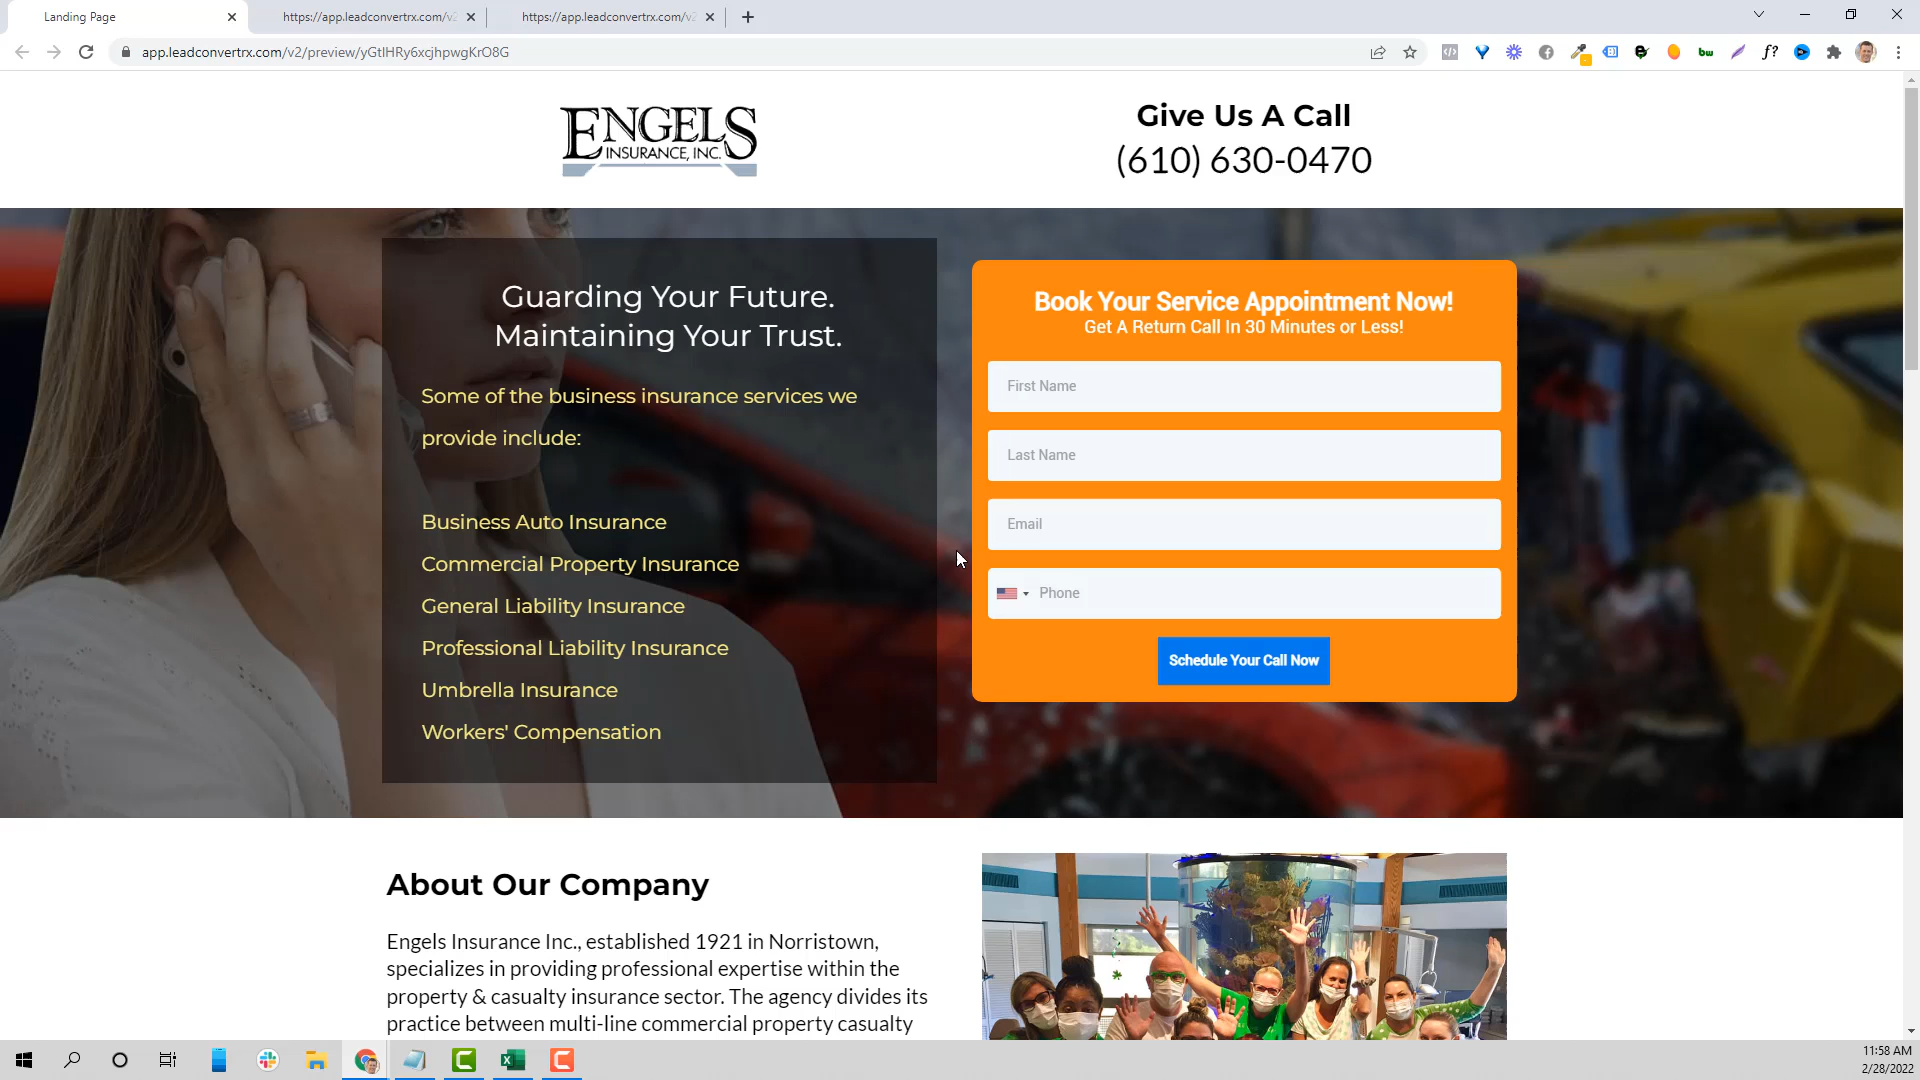 Landing Page
https://app.leadconvertrx.com/v2
https://app.leadconvertrx.com/v2
app.leadconvertrx.com/v2/preview/yGtIHRy6xcjhpwgKrO8G
bw
f?
ENGELS
INSURANCE, INC.
Give Us A Call
(610) 630-0470
Guarding Your Future.
Maintaining Your Trust.
Some of the business insurance services we
provide include:
Business Auto Insurance
Commercial Property Insurance
General Liability Insurance
Professional Liability Insurance
Umbrella Insurance
Workers' Compensation
Book Your Service Appointment Now!
Get A Return Call In 30 Minutes or Less!
First Name
Last Name
Email
Phone
Schedule Your Call Now
About Our Company
Engels Insurance Inc., established 1921 in Norristown,
specializes in providing professional expertise within the
property & casualty insurance sector. The agency divides its
practice between multi-line commercial property casualty
11:58 AM
2/28/2022